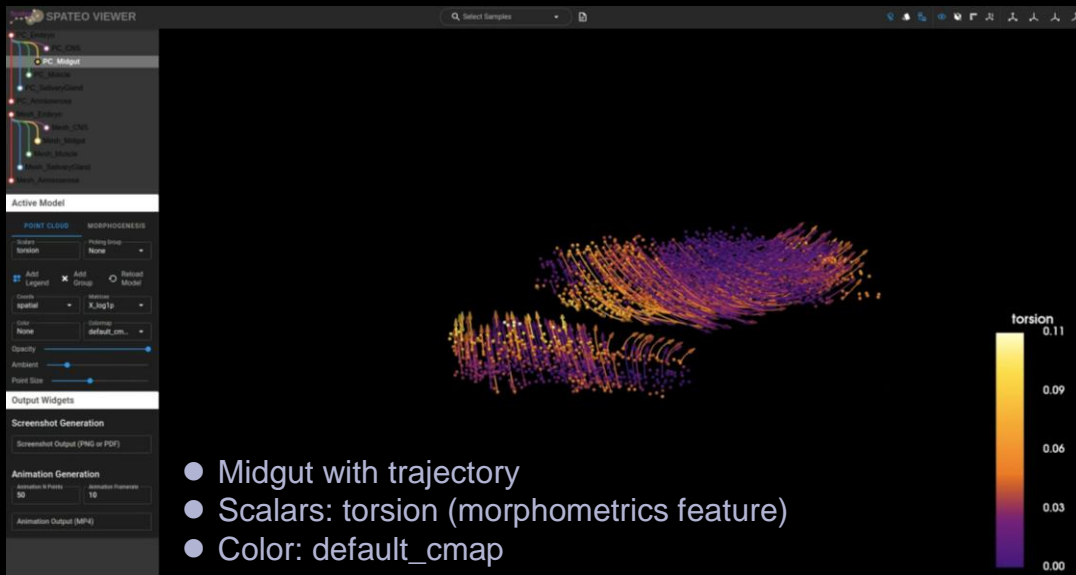 SPATEO VIEWER
Select Samples
PC_Embryo
PC_CNS
PC_Midgut
PC_Muscle
PC_SalivaryGland
PC_Amnioserosa
Mesh_Embryo
Mesh_CNS
Mesh_Midgut
Mesh_Muscle
Mesh_SalivaryGland
Mesh_Amnioserosa
Active Model
POINT CLOUD MORPHOGENESIS
Scalars Picking Group
torsion None
Add Legend Add Group Reload Model
Coords Matrices
spatial X_log1p
Color Colormap
None default_cm...
Opacity
Ambient
Point Size
Output Widgets
Screenshot Generation
Screenshot Output (PNG or PDF)
Animation Generation
Animation N Points Animation Framerate
50 10
Animation Output (MP4)
torsion
0.11
0.09
0.06
0.03
0.00
● Midgut with trajectory
● Scalars: torsion (morphometrics feature)
● Color: default_cmap